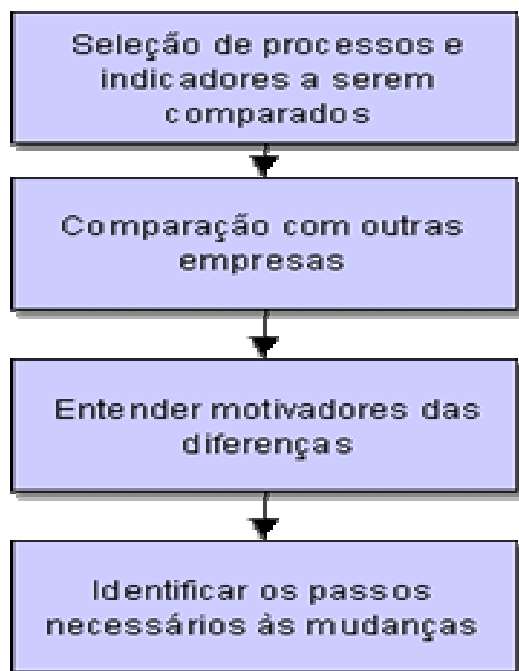 Seleção de processos e
indicadores a serem
comparados
Comparação com outras
empresas
Entender motivadores das
diferenças
Identificar os passos
necessários às mudanças